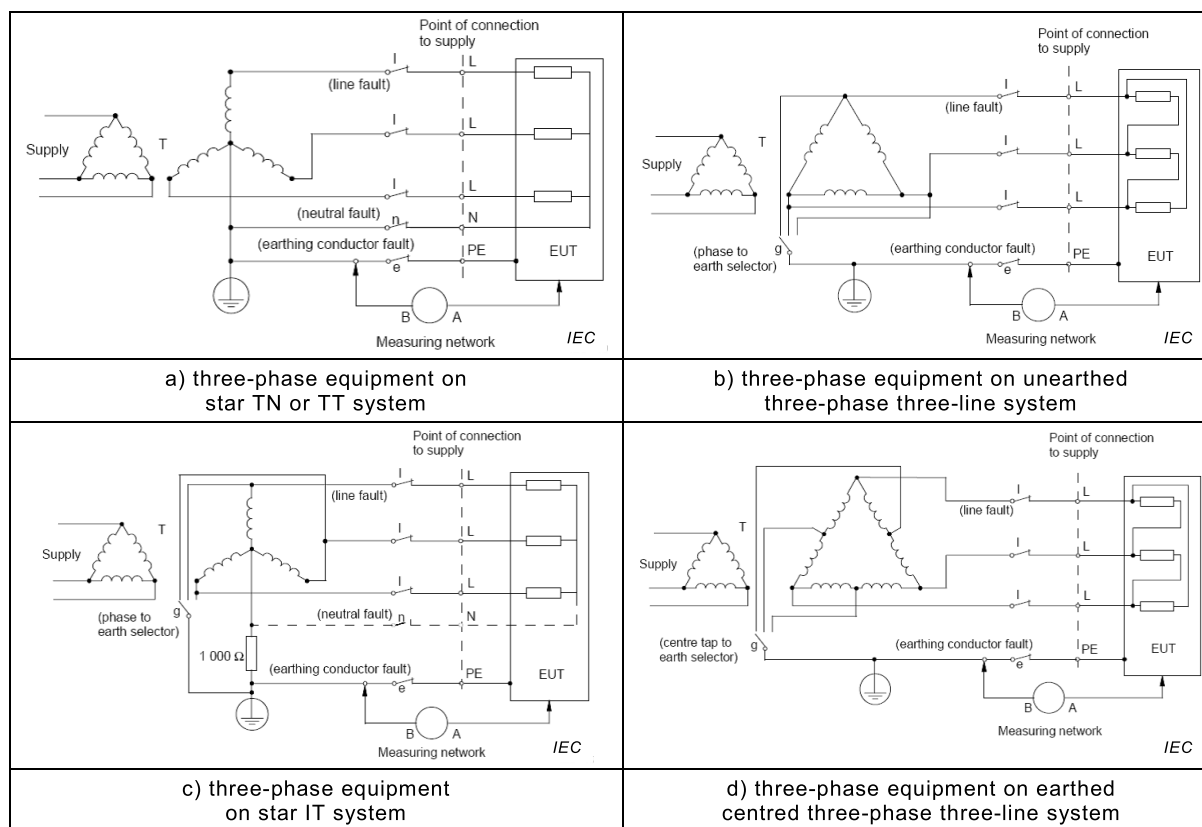 Point of connection
to supply
l
L
(line fault)
l
L
Supply
T
l
L
(neutral fault)
n
N
(earthing conductor fault)
e
PE
EUT
B
A
Measuring network
IEC
a) three-phase equipment on
star TN or TT system
Point of connection
to supply
l
L
(line fault)
T
l
L
Supply
l
L
(phase to
earth selector)
g
(earthing conductor fault)
e
PE
EUT
B
A
Measuring network
IEC
b) three-phase equipment on unearthed
three-phase three-line system
Point of connection
to supply
l
L
(line fault)
T
l
L
Supply
l
L
(phase to
earth selector)
g
(neutral fault)
n
N
1 000 Ω
(earthing conductor fault)
e
PE
EUT
B
A
Measuring network
IEC
c) three-phase equipment
on star IT system
Point of connection
to supply
l
L
(line fault)
T
l
L
Supply
l
L
(centre tap to
earth selector)
g
(earthing conductor fault)
e
PE
EUT
B
A
Measuring network
IEC
d) three-phase equipment on earthed
centred three-phase three-line system